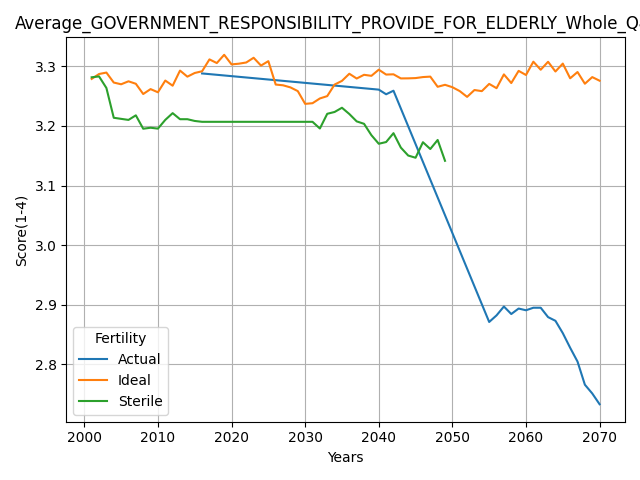 Average_GOVERNMENT_RESPONSIBILITY_PROVIDE_FOR_ELDERLY_Whole_Q
Score(1-4)
3.3
3.2
3.1
3.0
2.9
2.8
Fertility
Actual
Ideal
Sterile
2000 2010 2020 2030 2040 2050 2060 2070
Years